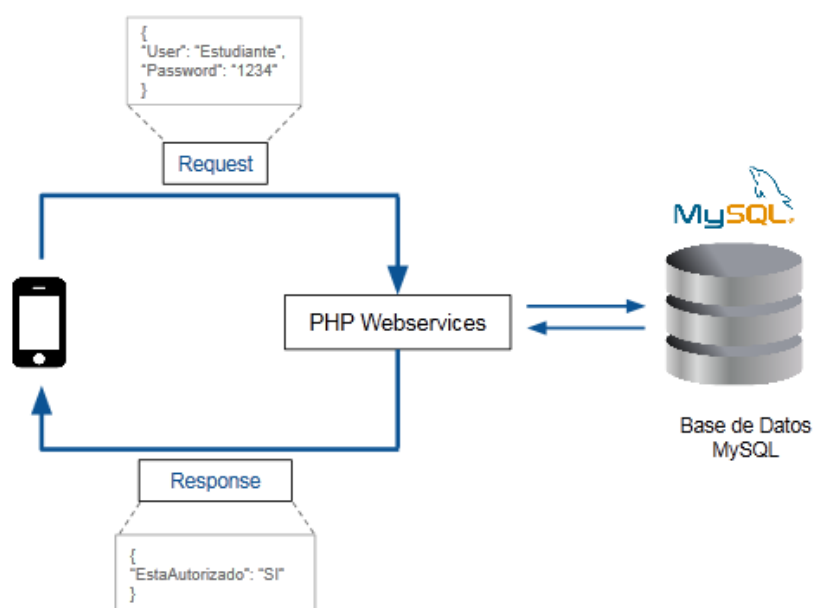 {
"User": "Estudiante",
"Password": "1234"
}
Request
MySQL.
PHP Webservices
Base de Datos
MySQL
Response
{
"EstaAutorizado": "SI"
}